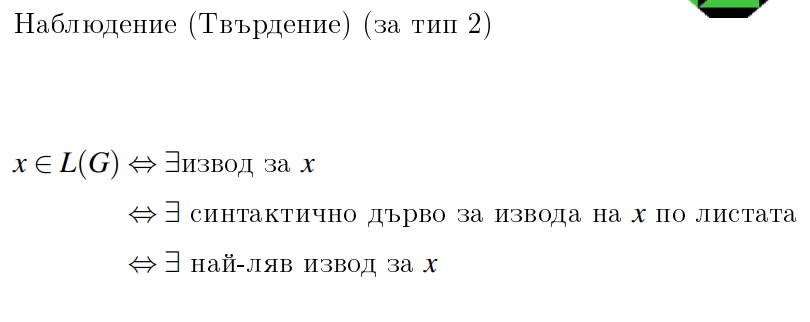 Наблюдение (Твърдение) (за тип 2)
x ∈ L(G) ⇔ ∃извод за x
⇔ ∃ синтактично дърво за извода на x по листата
⇔ ∃ най-ляв извод за x